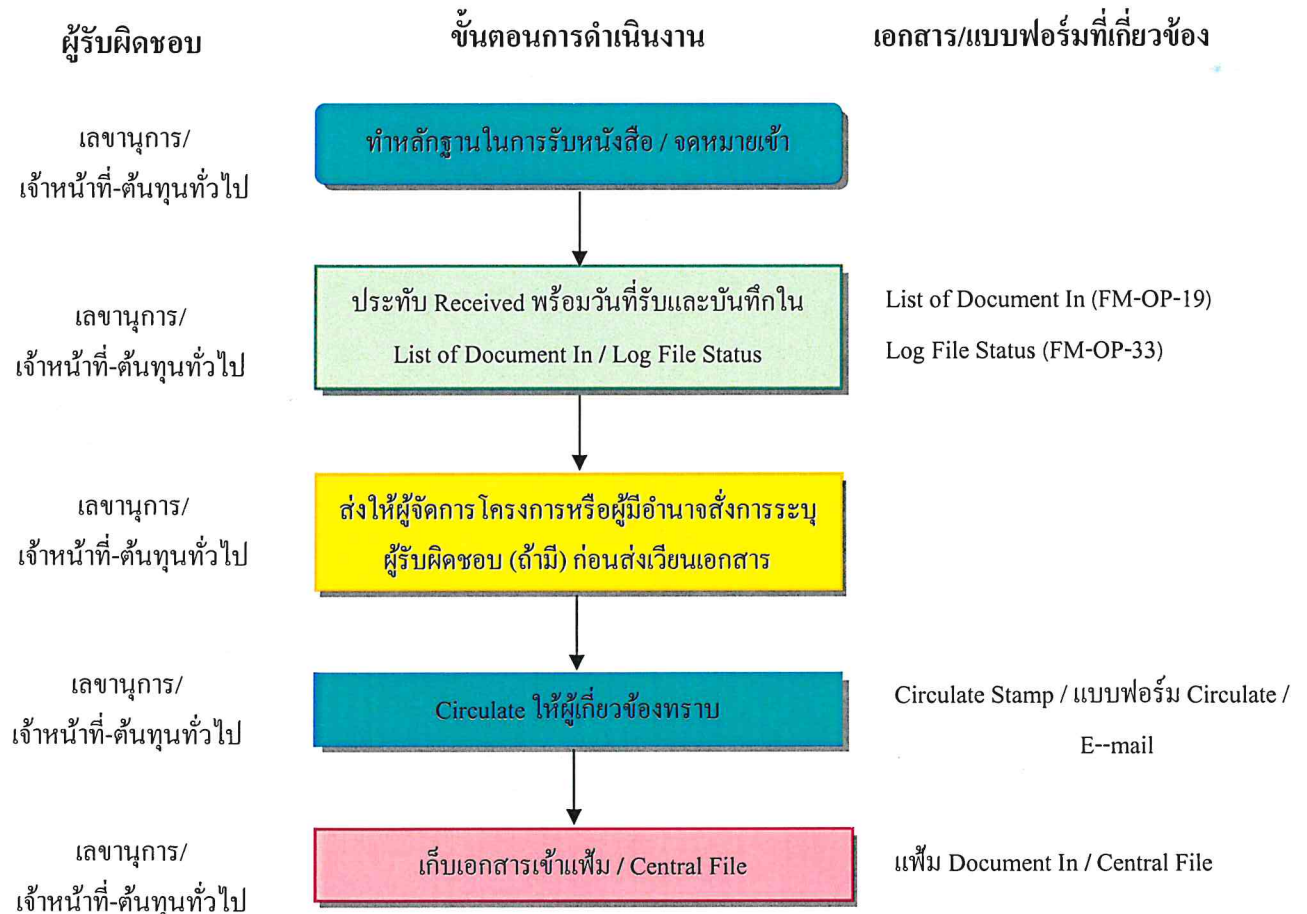 ผู้รับผิดชอบ
ขั้นตอนการดำเนินงาน
เอกสาร/แบบฟอร์มที่เกี่ยวข้อง
เลขานุการ/
เจ้าหน้าที่-ต้นทุนทั่วไป
ทำหลักฐานในการรับหนังสือ / จดหมายเข้า
เลขานุการ/
เจ้าหน้าที่-ต้นทุนทั่วไป
ประทับ Received พร้อมวันที่รับและบันทึกใน
List of Document In / Log File Status
List of Document In (FM-OP-19)
Log File Status (FM-OP-33)
เลขานุการ/
เจ้าหน้าที่-ต้นทุนทั่วไป
ส่งให้ผู้จัดการโครงการหรือผู้มีอำนาจสั่งการระบุ
ผู้รับผิดชอบ (ถ้ามี) ก่อนส่งเวียนเอกสาร
เลขานุการ/
เจ้าหน้าที่-ต้นทุนทั่วไป
Circulate ให้ผู้เกี่ยวข้องทราบ
Circulate Stamp / แบบฟอร์ม Circulate /
E--mail
เลขานุการ/
เจ้าหน้าที่-ต้นทุนทั่วไป
เก็บเอกสารเข้าแฟ้ม / Central File
แฟ้ม Document In / Central File